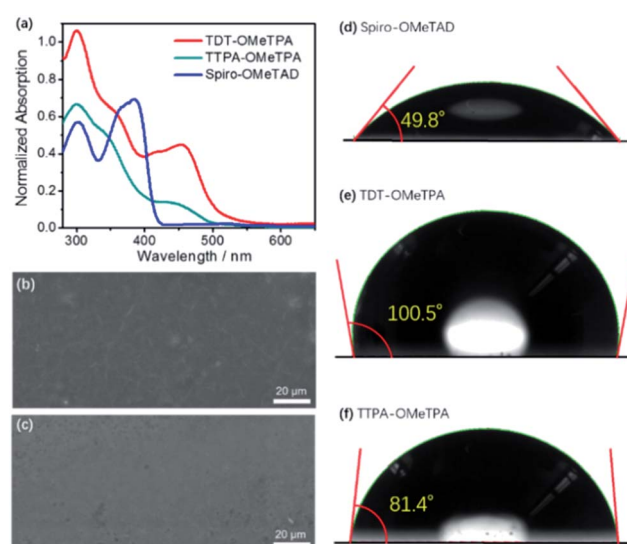 (a)
TDT-OMeTPA
TTPA-OMeTPA
Spiro-OMeTAD
Normalized Absorption
1.0
0.8
0.6
0.4
0.2
0.0
300 400 500 600
Wavelength / nm
(b)
20 µm
(c)
20 µm
(d) Spiro-OMeTAD
49.8°
(e) TDT-OMeTPA
100.5°
(f) TTPA-OMeTPA
81.4°